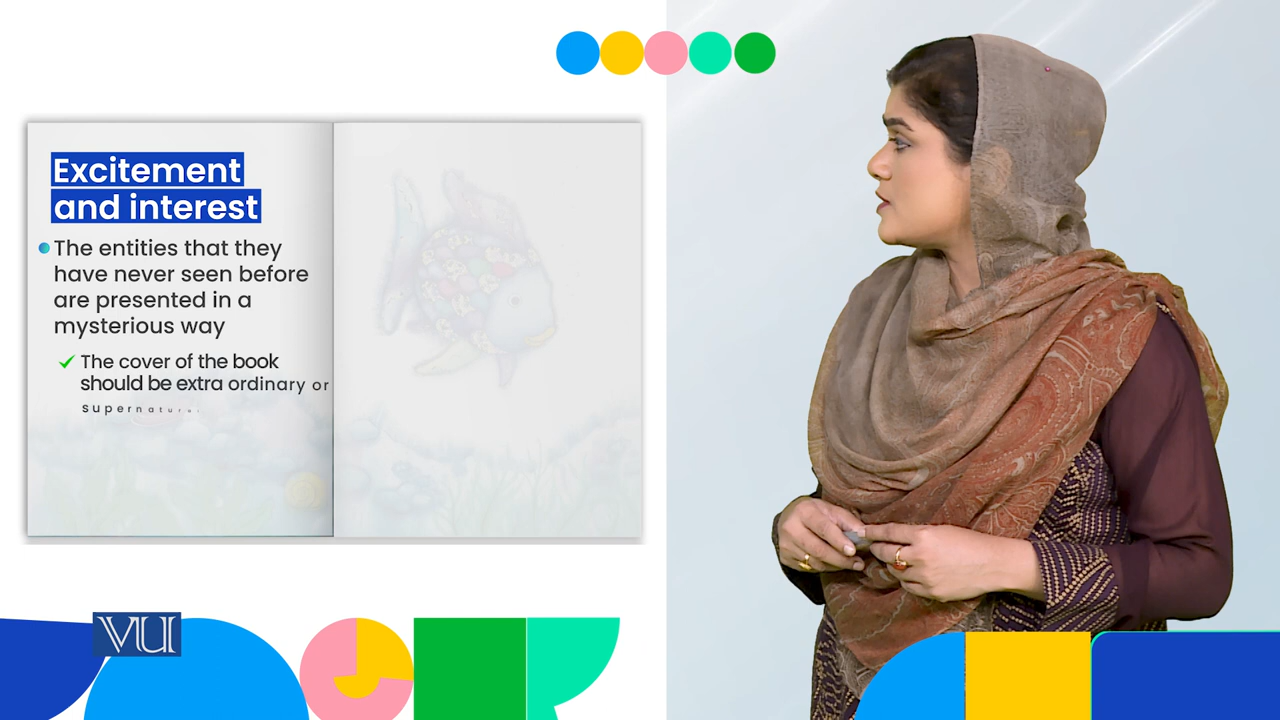 Excitement
and interest
The entities that they
have never seen before
are presented in a
mysterious way
The cover of the book
should be extra ordinary or
supernatural
VU